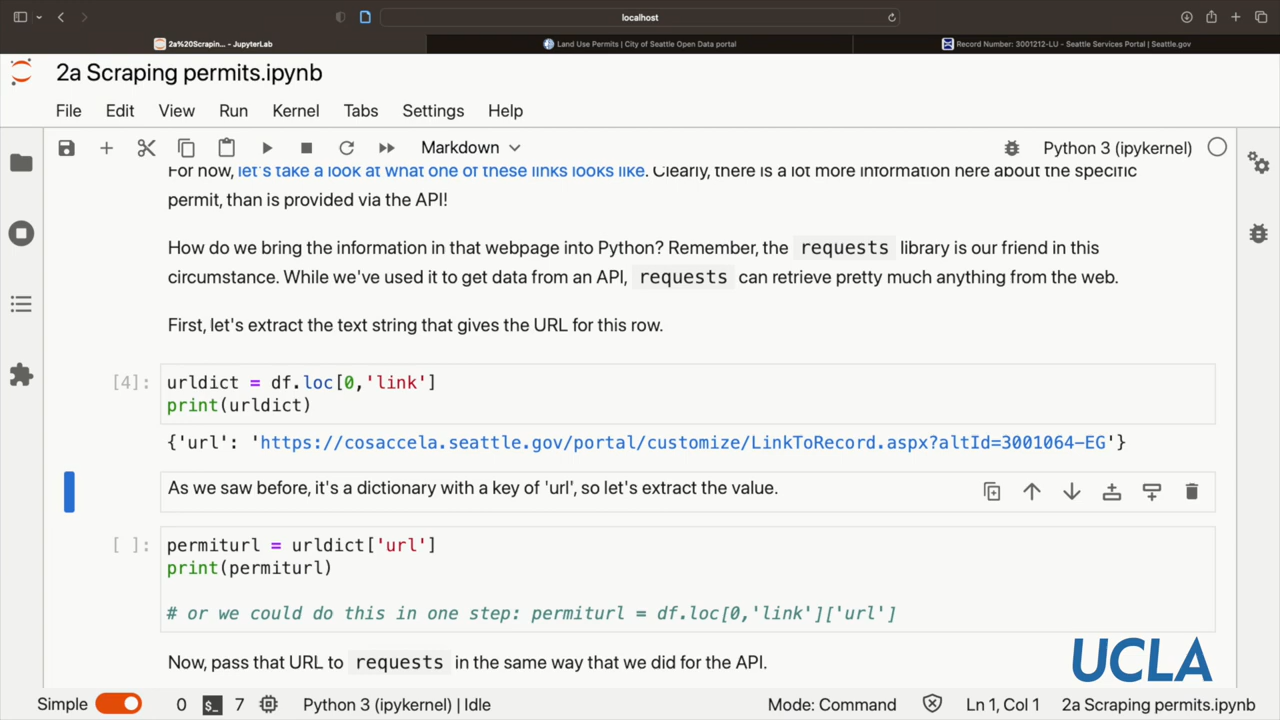 localhost
2a%20Scrapin... - JupyterLab
Land Use Permits | City of Seattle Open Data portal
Record Number: 3001212-LU - Seattle Services Portal | Seattle.gov
2a Scraping permits.ipynb
File Edit View Run Kernel Tabs Settings Help
Markdown
Python 3 (ipykernel)
For now, let's take a look at what one of these links looks like. Clearly, there is a lot more information here about the specific
permit, than is provided via the API!
How do we bring the information in that webpage into Python? Remember, the requests library is our friend in this
circumstance. While we've used it to get data from an API, requests can retrieve pretty much anything from the web.
First, let's extract the text string that gives the URL for this row.
[4]: urldict = df.loc[0,'link']
print(urldict)
{'url': 'https://cosaccela.seattle.gov/portal/customize/LinkToRecord.aspx?altId=3001064-EG'}
As we saw before, it's a dictionary with a key of 'url', so let's extract the value.
[ ]: permiturl = urldict['url']
print(permiturl)
# or we could do this in one step: permiturl = df.loc[0,'link']['url']
Now, pass that URL to requests in the same way that we did for the API.
UCLA
Simple 0 $_ 7 Python 3 (ipykernel) | Idle Mode: Command Ln 1, Col 1 2a Scraping permits.ipynb